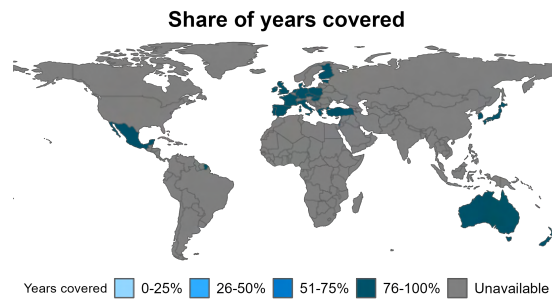 Share of years covered
Years covered 0-25% 26-50% 51-75% 76-100% Unavailable